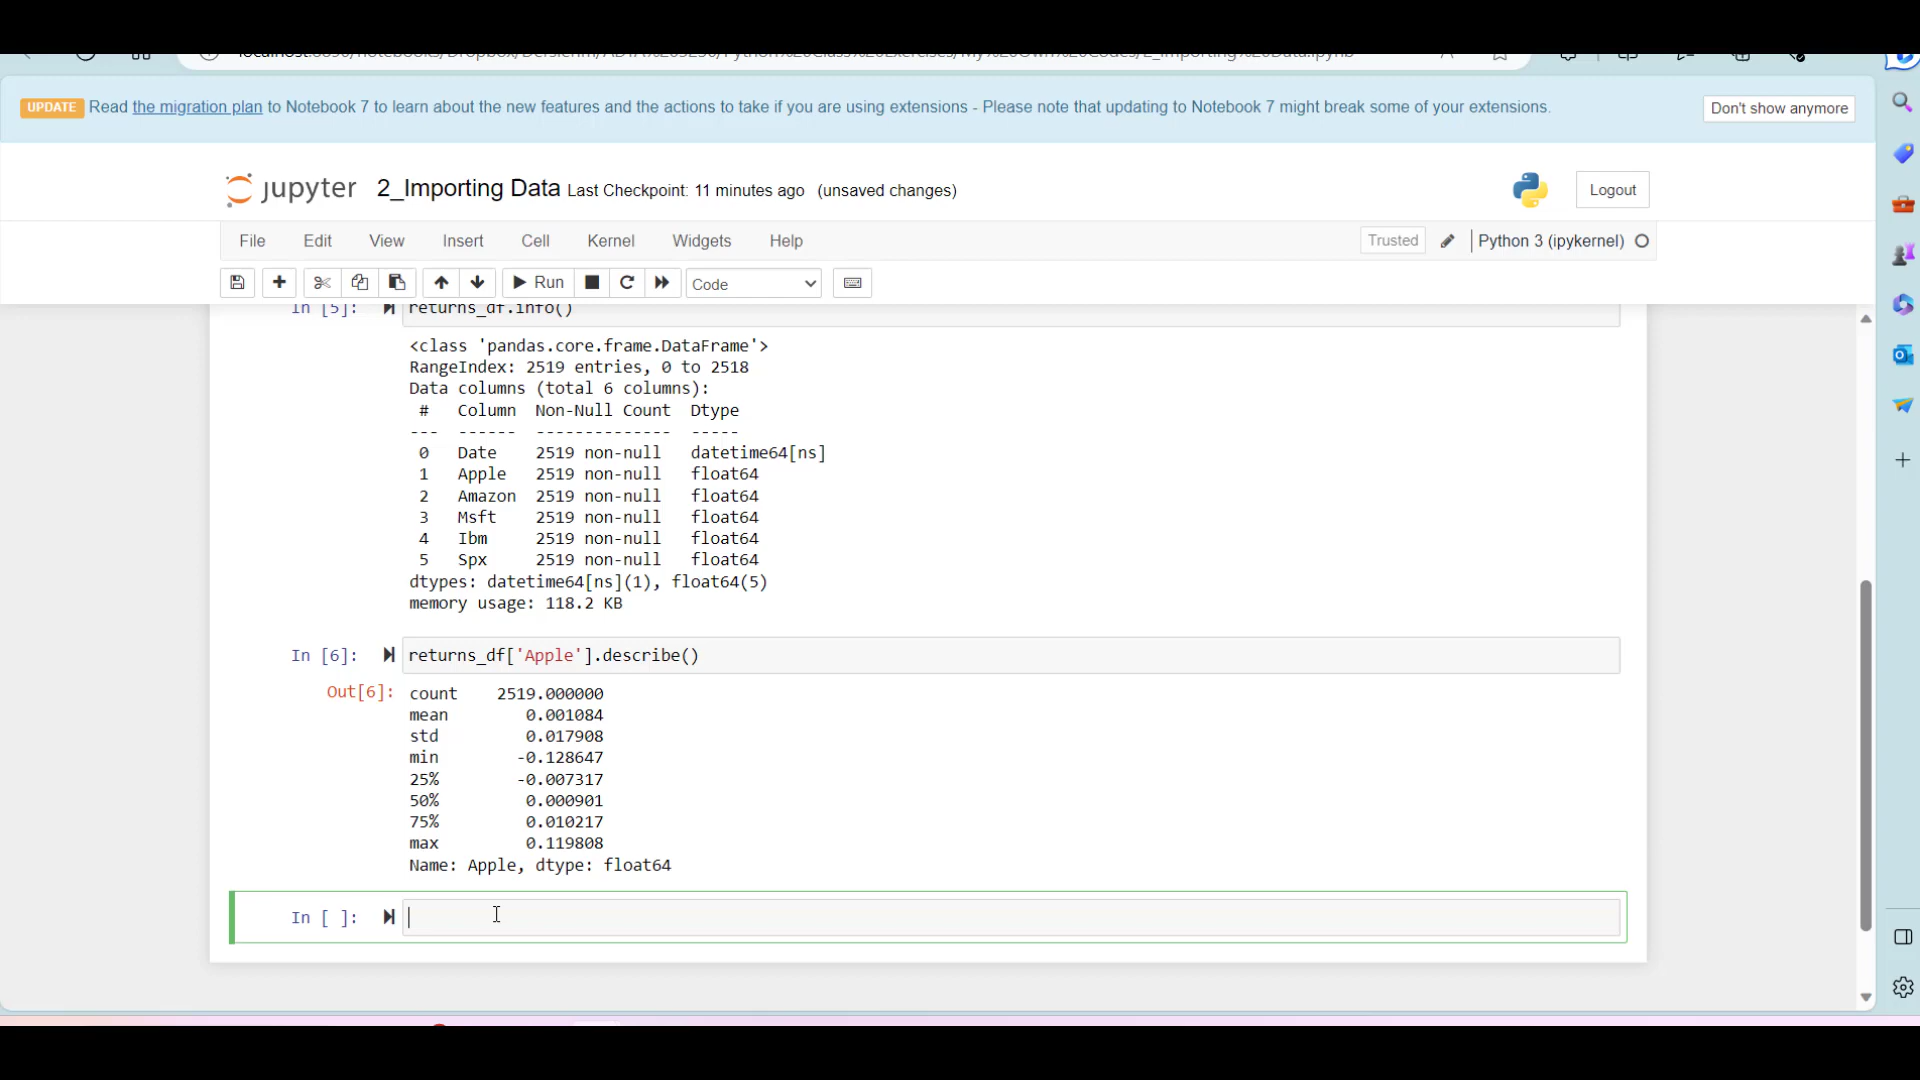 UPDATE Read the migration plan to Notebook 7 to learn about the new features and the actions to take if you are using extensions - Please note that updating to Notebook 7 might break some of your extensions.
Don't show anymore
jupyter 2_Importing Data Last Checkpoint: 11 minutes ago (unsaved changes)
Logout
File Edit View Insert Cell Kernel Widgets Help
Trusted Python 3 (ipykernel)
Run Code
In [5]: returns_df.info()
<class 'pandas.core.frame.DataFrame'>
RangeIndex: 2519 entries, 0 to 2518
Data columns (total 6 columns):
# Column Non-Null Count Dtype
--- ------ -------------- -----
0 Date 2519 non-null datetime64[ns]
1 Apple 2519 non-null float64
2 Amazon 2519 non-null float64
3 Msft 2519 non-null float64
4 Ibm 2519 non-null float64
5 Spx 2519 non-null float64
dtypes: datetime64[ns](1), float64(5)
memory usage: 118.2 KB
In [6]: returns_df['Apple'].describe()
Out[6]: count 2519.000000
mean 0.001084
std 0.017908
min -0.128647
25% -0.007317
50% 0.000901
75% 0.010217
max 0.119808
Name: Apple, dtype: float64
In [ ]: